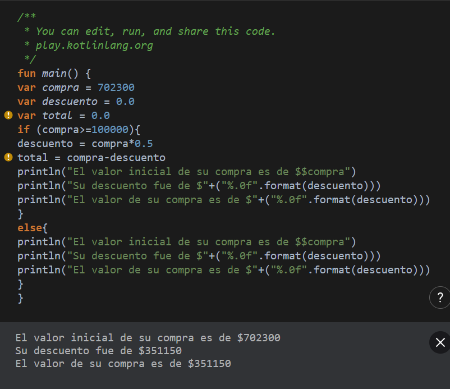 /**
* You can edit, run, and share this code.
* play.kotlinlang.org
*/
fun main() {
var compra = 702300
var descuento = 0.0
var total = 0.0
if (compra>=100000){
descuento = compra*0.5
total = compra-descuento
println("El valor inicial de su compra es de $$compra")
println("Su descuento fue de $"+("%.0f".format(descuento)))
println("El valor de su compra es de $"+("%.0f".format(descuento)))
}
else{
println("El valor inicial de su compra es de $$compra")
println("Su descuento fue de $"+("%.0f".format(descuento)))
println("El valor de su compra es de $"+("%.0f".format(descuento)))
}
}
?
El valor inicial de su compra es de $702300
Su descuento fue de $351150
El valor de su compra es de $351150